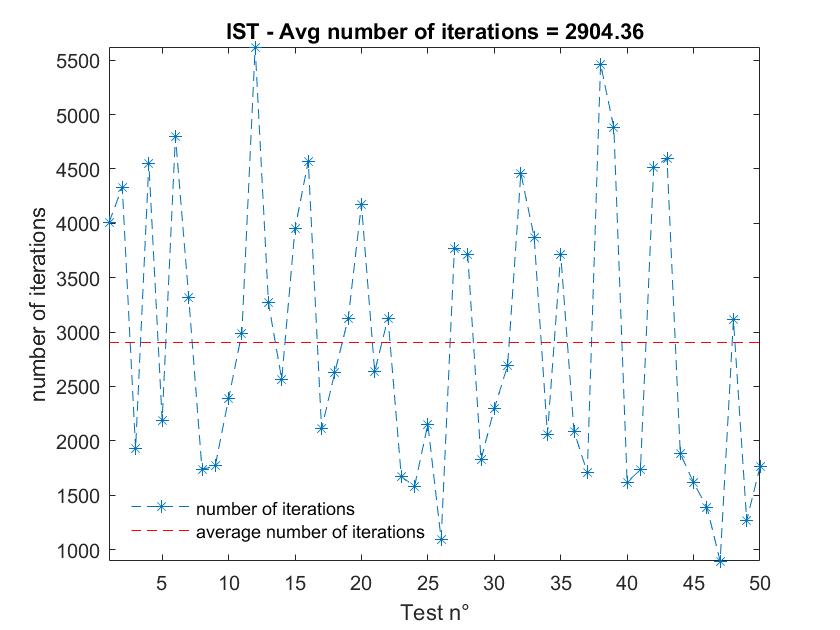 IST - Avg number of iterations = 2904.36
5500
5000
4500
4000
3500
3000
2500
2000
1500
1000
number of iterations
number of iterations
average number of iterations
5 10 15 20 25 30 35 40 45 50
Test n°